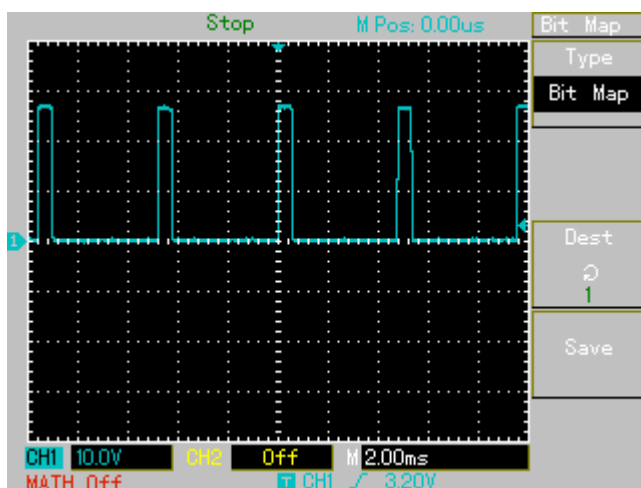 Stop M Pos: 0.00us Bit Map
Type
Bit Map
1
Dest
1
Save
CH1 10.0V CH2 Off M 2.00ms
MATH Off T CH1 3.20V